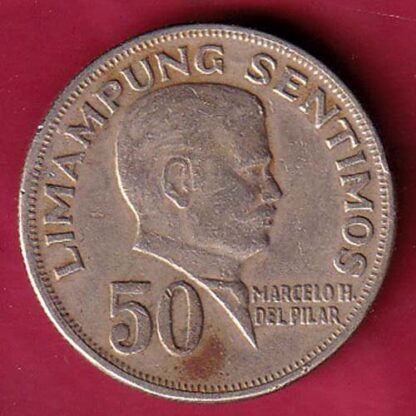 LIMAMPUNG SENTIMOS
50
MARCELO H.
DEL PILAR